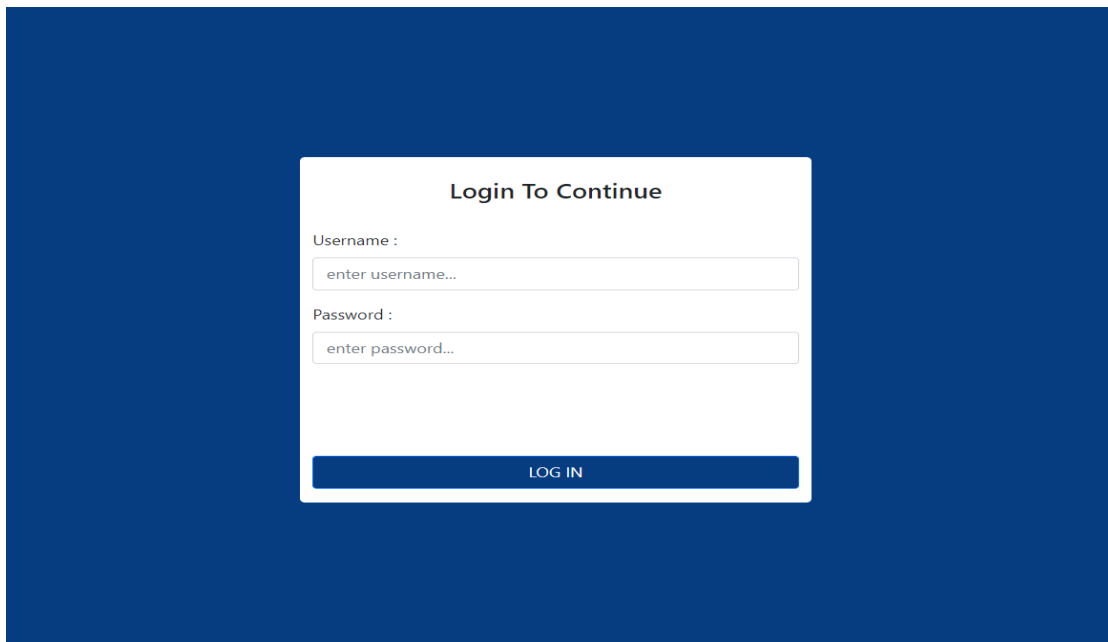 Login To Continue
Username :
enter username...
Password :
enter password...
LOG IN